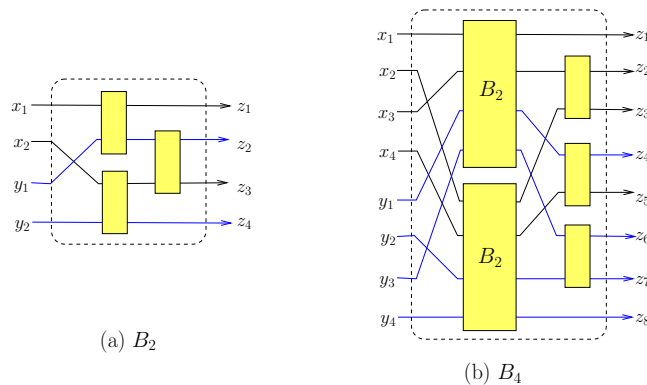 x₁
x₂
y₁
y₂
z₁
z₂
z₃
z₄
(a) B₂
x₁
x₂
x₃
x₄
y₁
y₂
y₃
y₄
B₂
B₂
z₁
z₂
z₃
z₄
z₅
z₆
z₇
z₈
(b) B₄